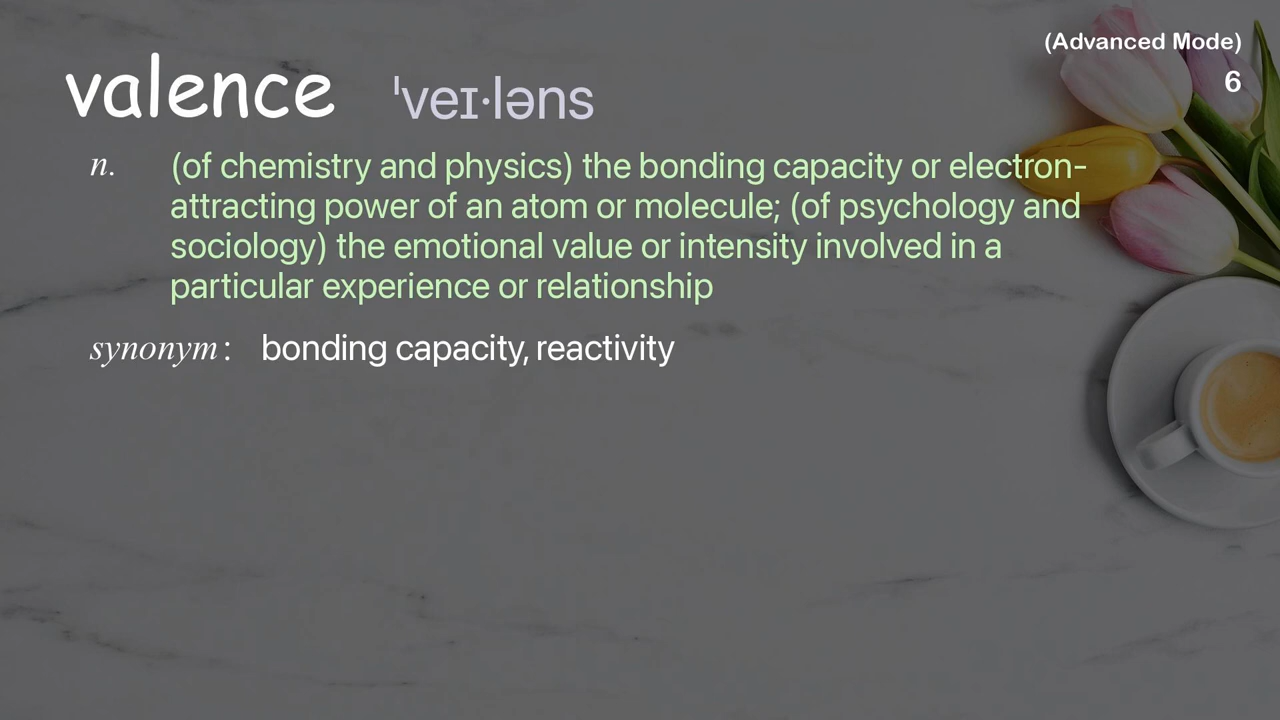 (Advanced Mode)
6
valence ˈveɪ·ləns
n. (of chemistry and physics) the bonding capacity or electron-
attracting power of an atom or molecule; (of psychology and
sociology) the emotional value or intensity involved in a
particular experience or relationship
synonym: bonding capacity, reactivity